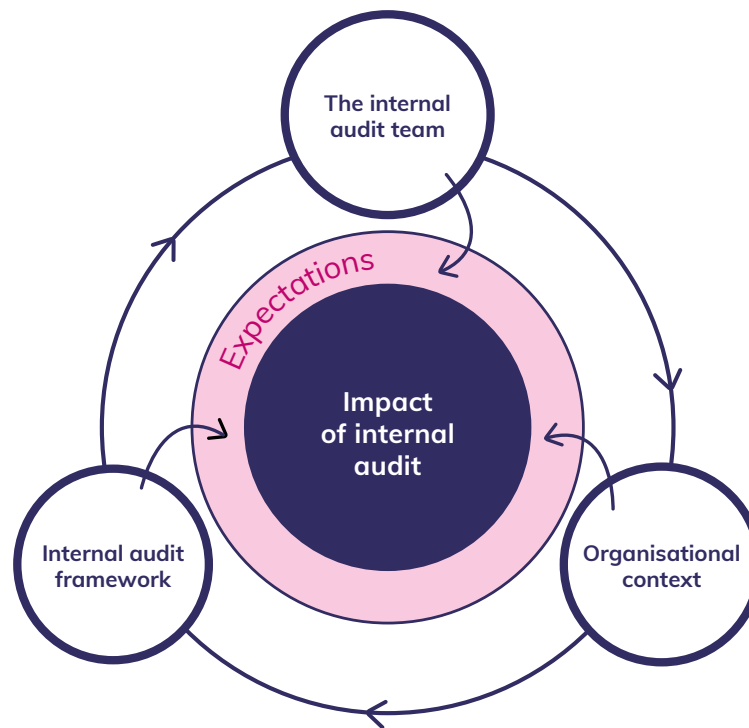 The internal
audit team
Expectations
Impact
of internal
audit
Internal audit
framework
Organisational
context